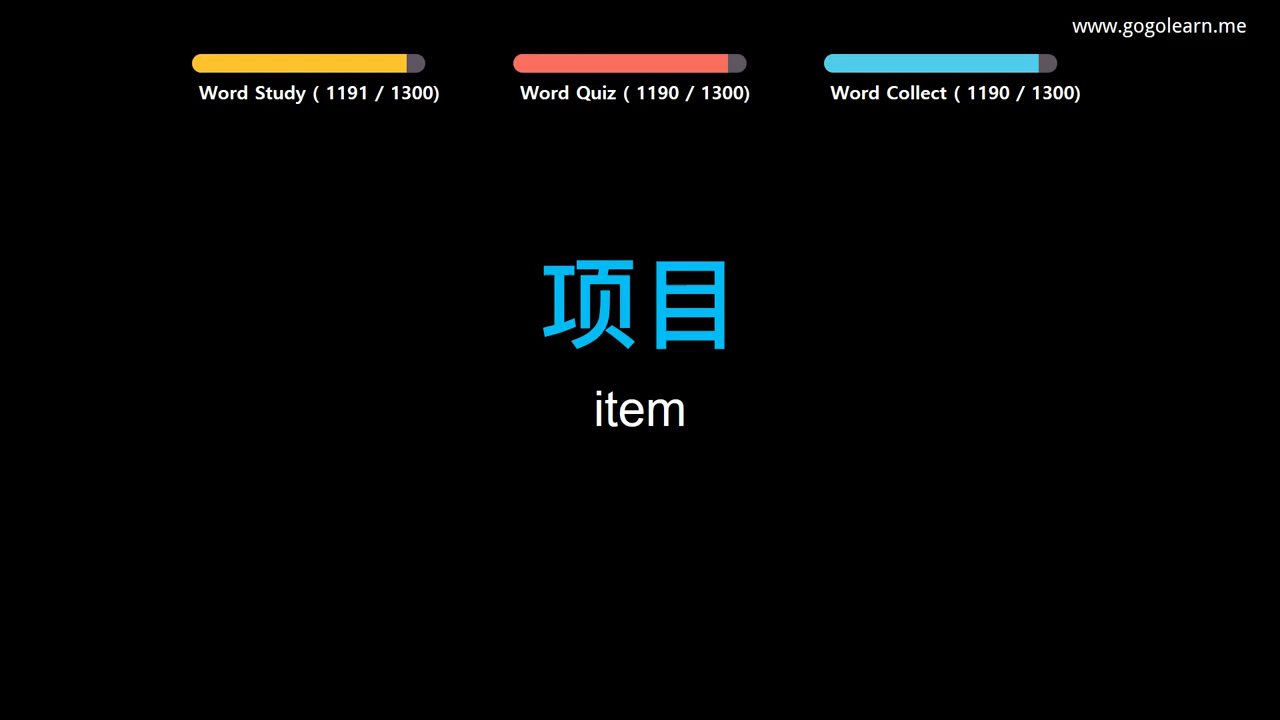 www.gogolearn.me
Word Study ( 1191 / 1300)
Word Quiz ( 1190 / 1300)
Word Collect ( 1190 / 1300)
项目
item